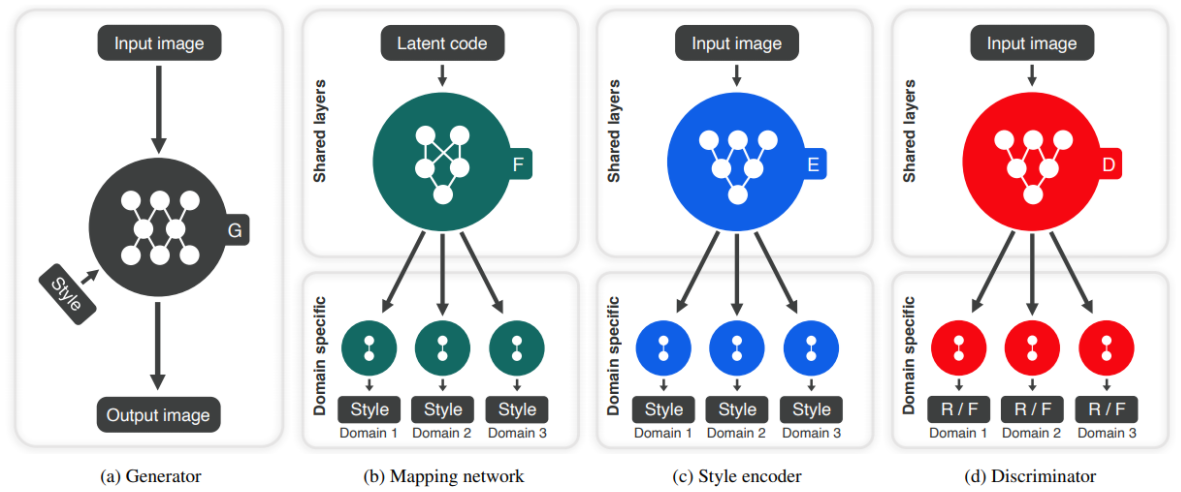 Input image
G
Style
Output image
(a) Generator
Latent code
Shared layers
F
Domain specific
Style Style Style
Domain 1 Domain 2 Domain 3
(b) Mapping network
Input image
Shared layers
E
Domain specific
Style Style Style
Domain 1 Domain 2 Domain 3
(c) Style encoder
Input image
Shared layers
D
Domain specific
R / F R / F R / F
Domain 1 Domain 2 Domain 3
(d) Discriminator